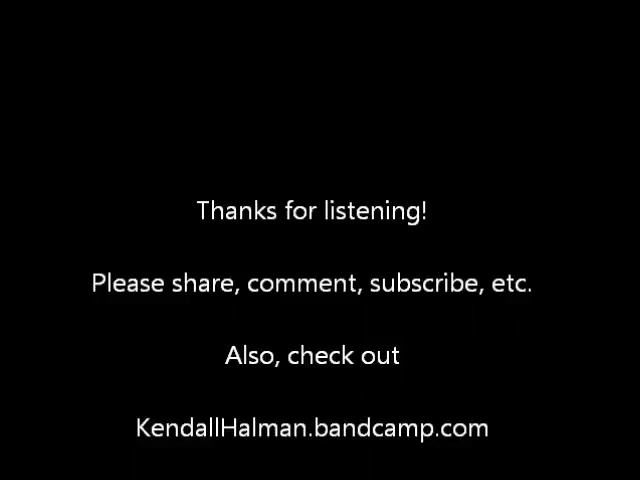 Thanks for listening!
Please share, comment, subscribe, etc.
Also, check out
KendallHalman.bandcamp.com